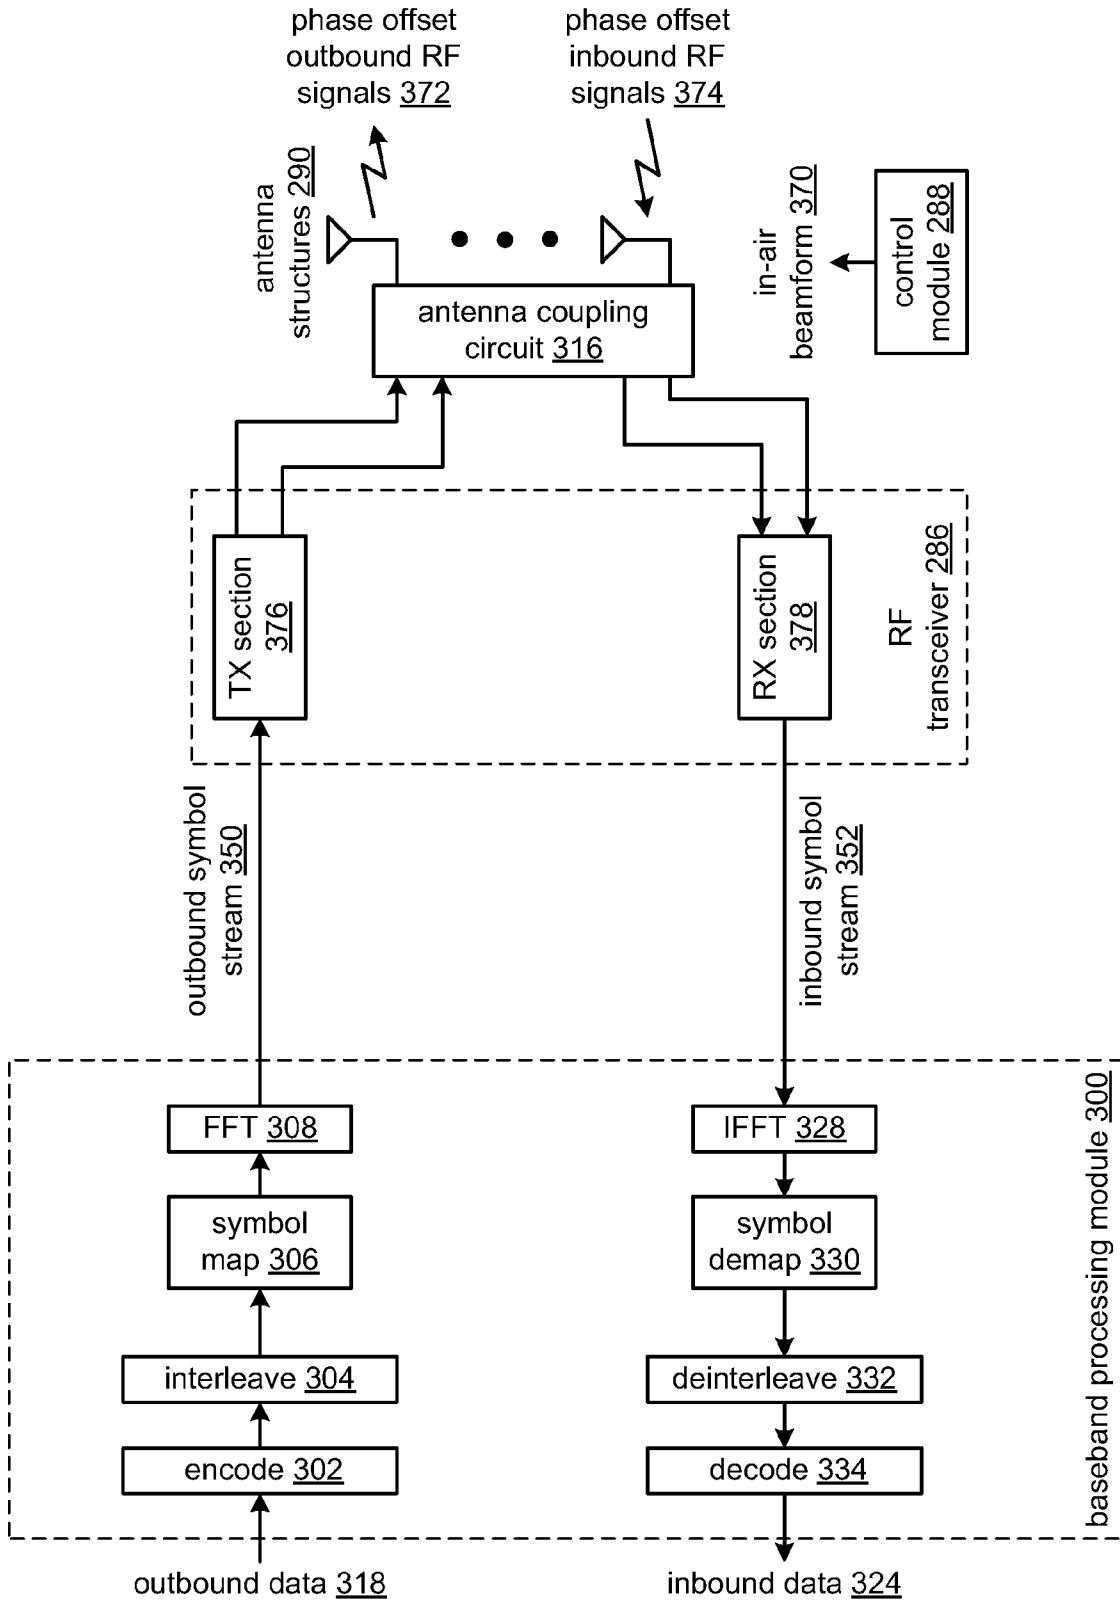 phase offset
outbound RF
signals 372
phase offset
inbound RF
signals 374
antenna
structures 290
antenna coupling
circuit 316
in-air
beamform 370
control
module 288
TX section
376
RX section
378
RF
transceiver 286
outbound symbol
stream 350
inbound symbol
stream 352
FFT 308
IFFT 328
symbol
map 306
symbol
demap 330
interleave 304
deinterleave 332
encode 302
decode 334
baseband processing module 300
outbound data 318
inbound data 324